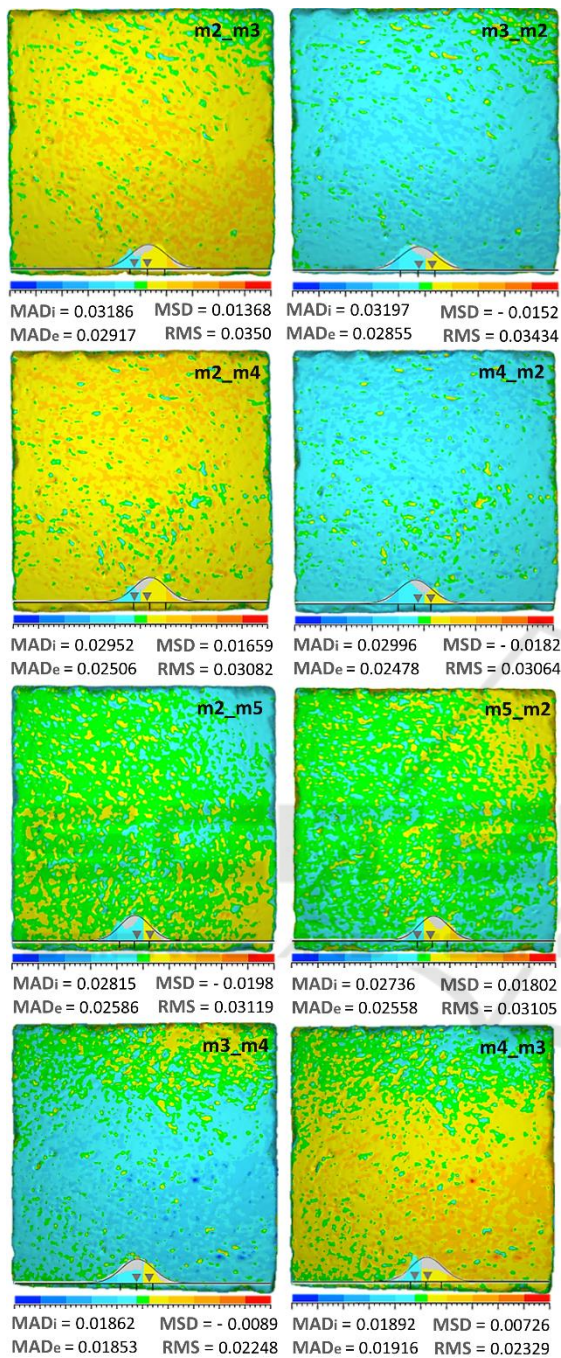 m2_m3 m3_m2
MADi = 0.03186 MSD = 0.01368 MADi = 0.03197 MSD = - 0.0152
MADe = 0.02917 RMS = 0.0350 MADe = 0.02855 RMS = 0.03434
m2_m4 m4_m2
MADi = 0.02952 MSD = 0.01659 MADi = 0.02996 MSD = - 0.0182
MADe = 0.02506 RMS = 0.03082 MADe = 0.02478 RMS = 0.03064
m2_m5 m5_m2
MADi = 0.02815 MSD = - 0.0198 MADi = 0.02736 MSD = 0.01802
MADe = 0.02586 RMS = 0.03119 MADe = 0.02558 RMS = 0.03105
m3_m4 m4_m3
MADi = 0.01862 MSD = - 0.0089 MADi = 0.01892 MSD = 0.00726
MADe = 0.01853 RMS = 0.02248 MADe = 0.01916 RMS = 0.02329